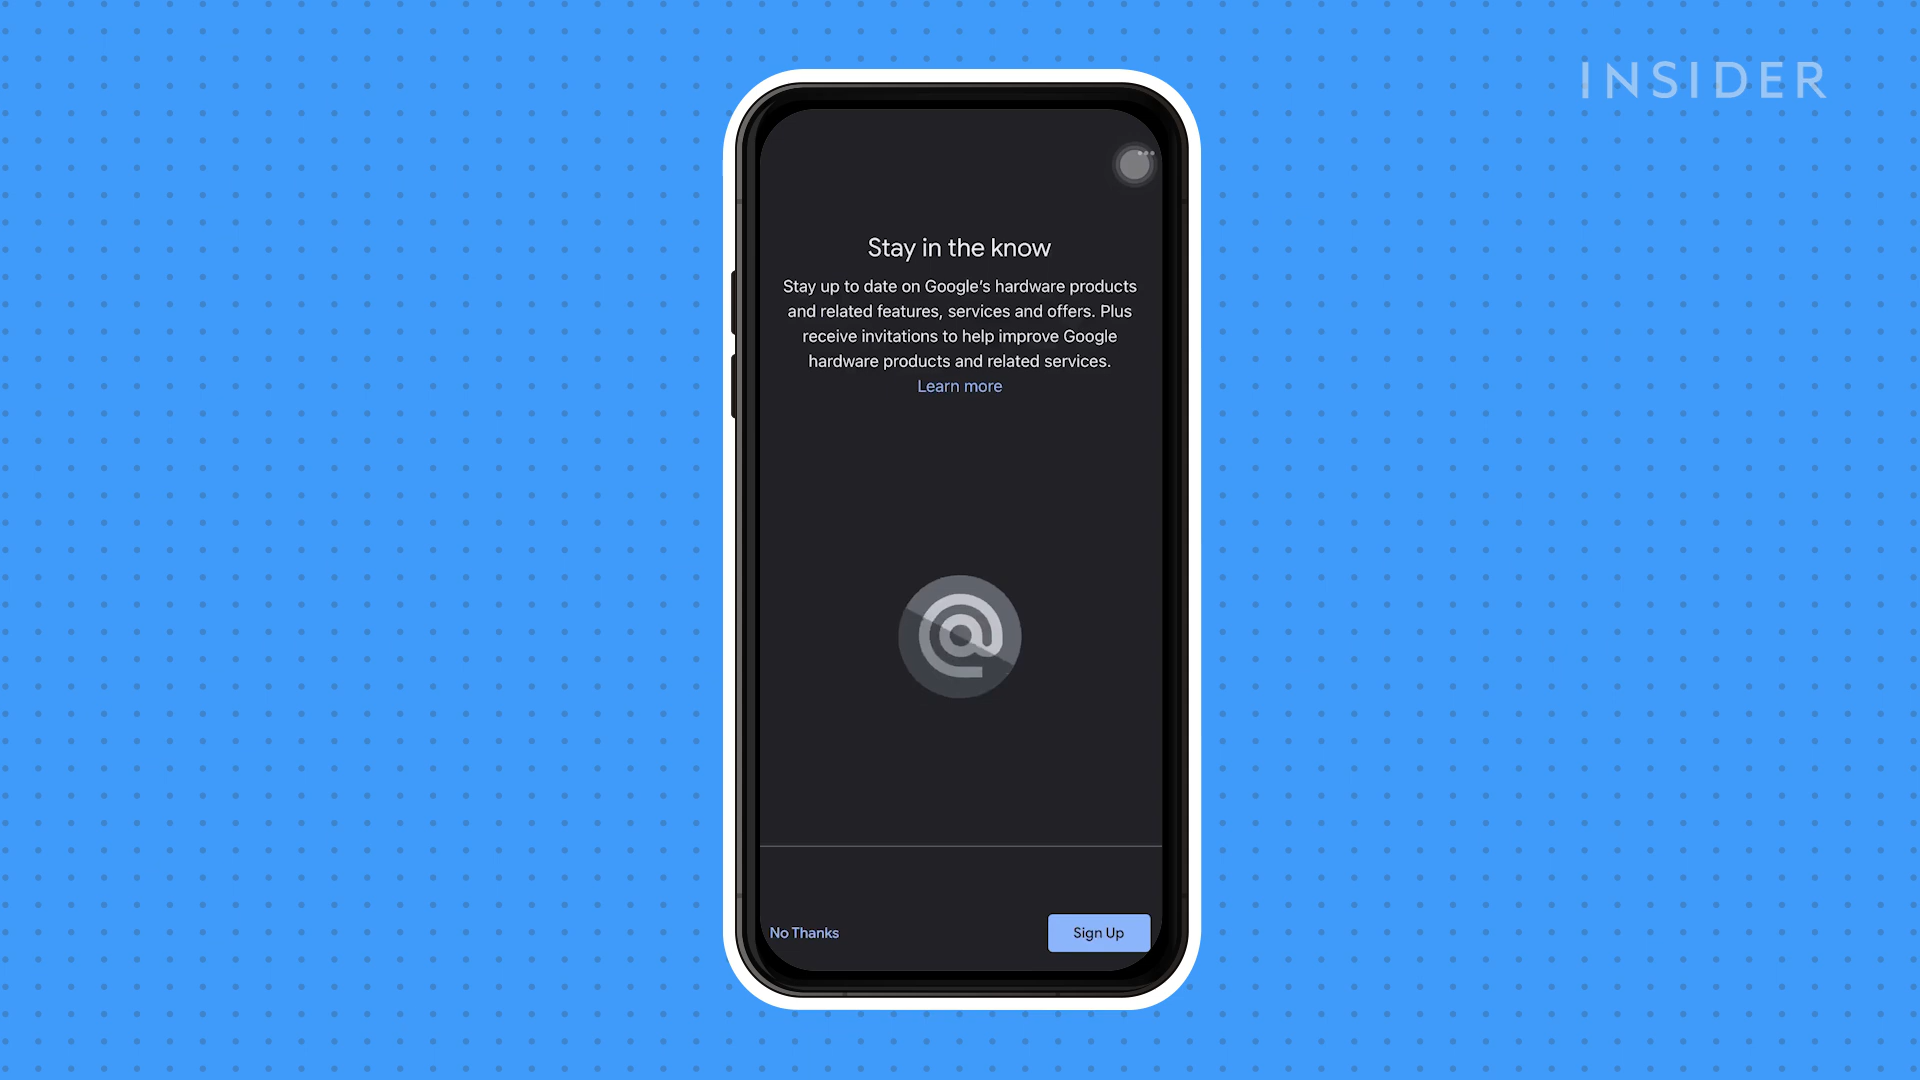 INSIDER
Stay in the know
Stay up to date on Google's hardware products
and related features, services and offers. Plus
receive invitations to help improve Google
hardware products and related services.
Learn more
No Thanks
Sign Up